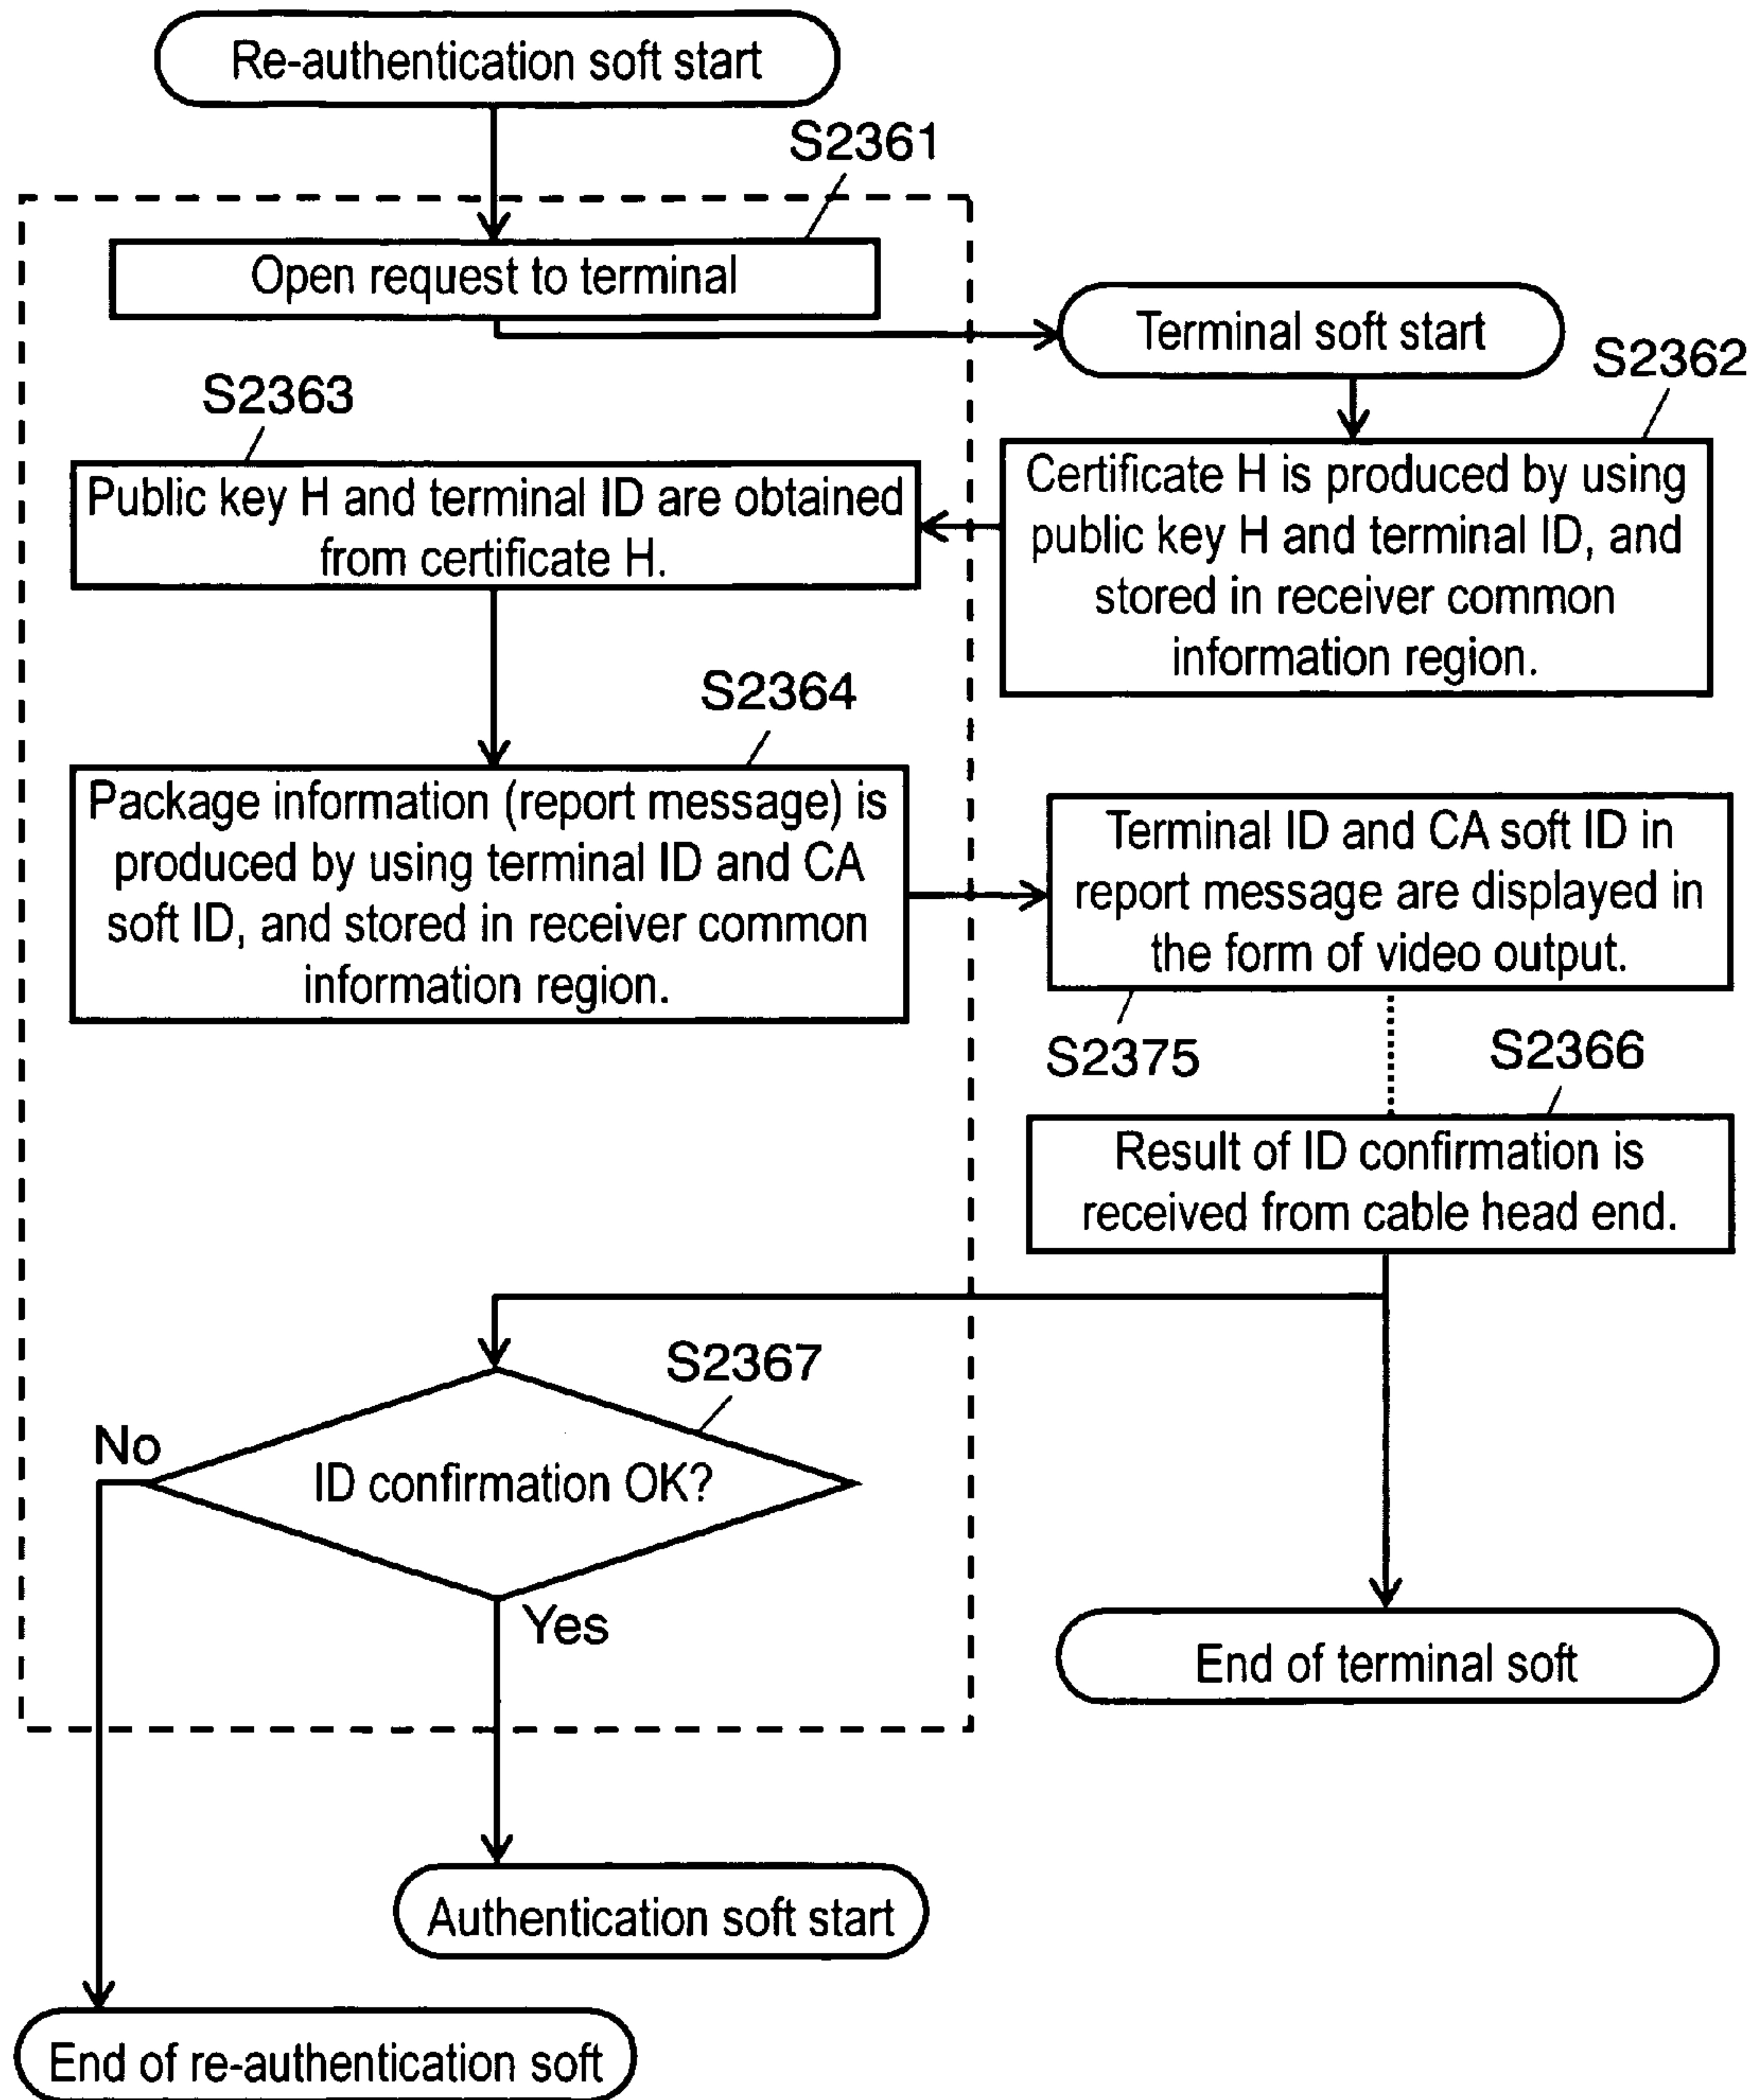 Re-authentication soft start
S2361
Open request to terminal
Terminal soft start
S2362
S2363
Certificate H is produced by using
public key H and terminal ID, and
stored in receiver common
information region.
Public key H and terminal ID are obtained
from certificate H.
S2364
Package information (report message) is
produced by using terminal ID and CA
soft ID, and stored in receiver common
information region.
Terminal ID and CA soft ID in
report message are displayed in
the form of video output.
S2375
S2366
Result of ID confirmation is
received from cable head end.
S2367
No
ID confirmation OK?
Yes
End of terminal soft
Authentication soft start
End of re-authentication soft